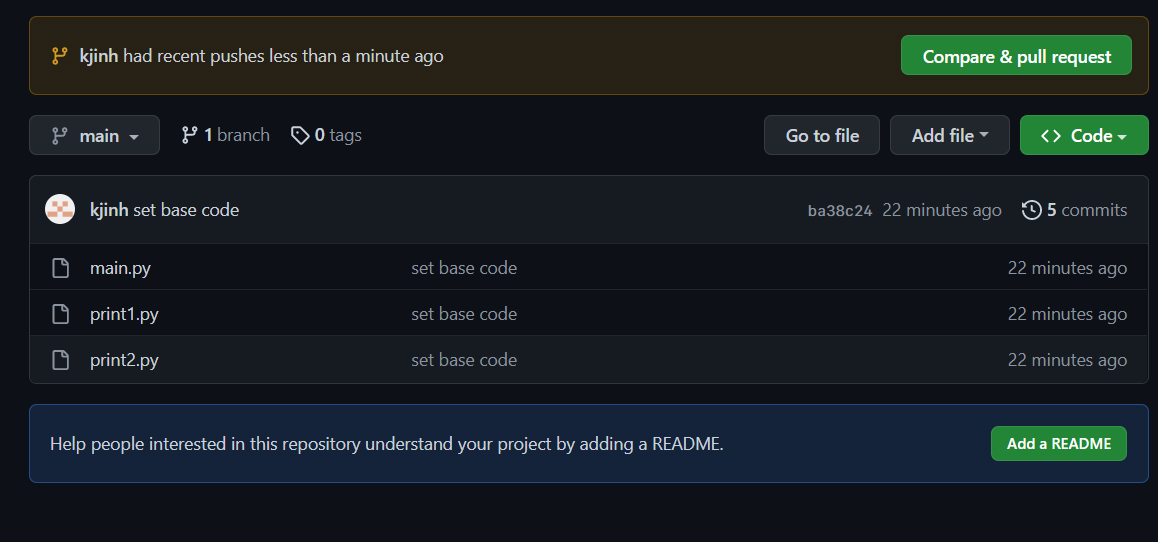 kjinh had recent pushes less than a minute ago Compare & pull request
main 1 branch 0 tags Go to file Add file Code
kjinh set base code ba38c24 22 minutes ago 5 commits
main.py set base code 22 minutes ago
print1.py set base code 22 minutes ago
print2.py set base code 22 minutes ago
Help people interested in this repository understand your project by adding a README. Add a README